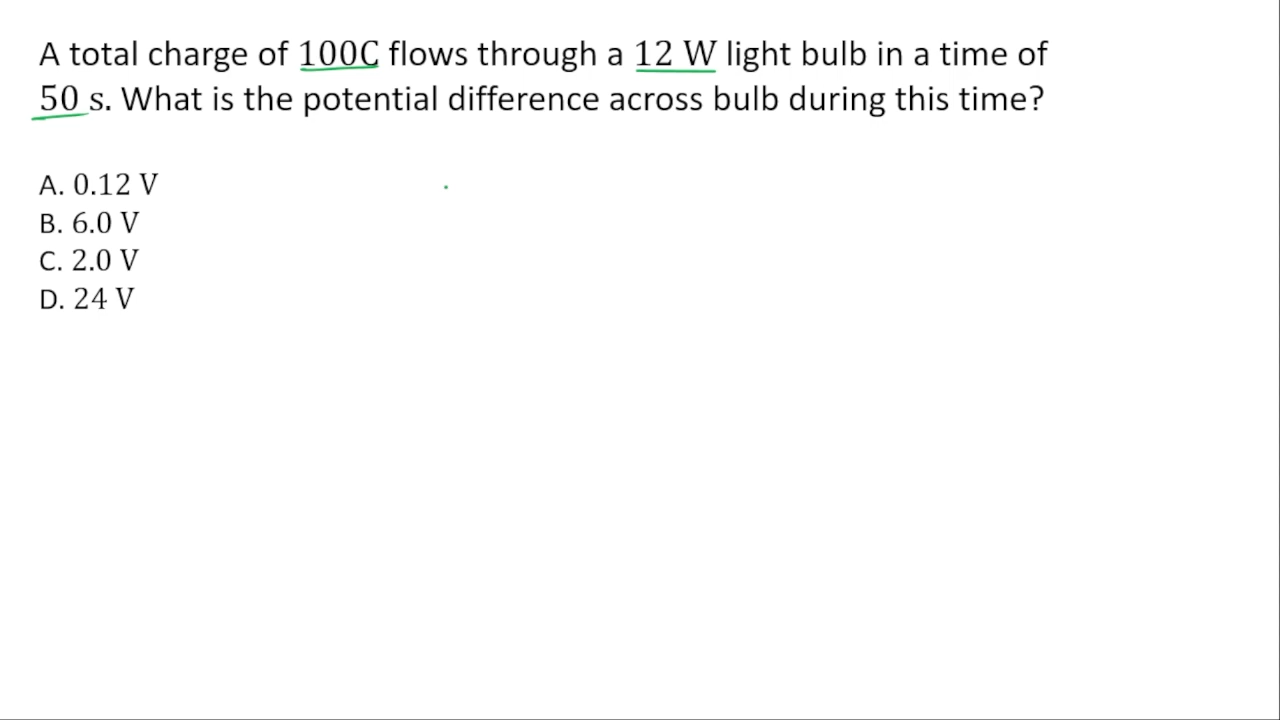 A total charge of 100C flows through a 12 W light bulb in a time of
50 s. What is the potential difference across bulb during this time?
A. 0.12 V
B. 6.0 V
C. 2.0 V
D. 24 V